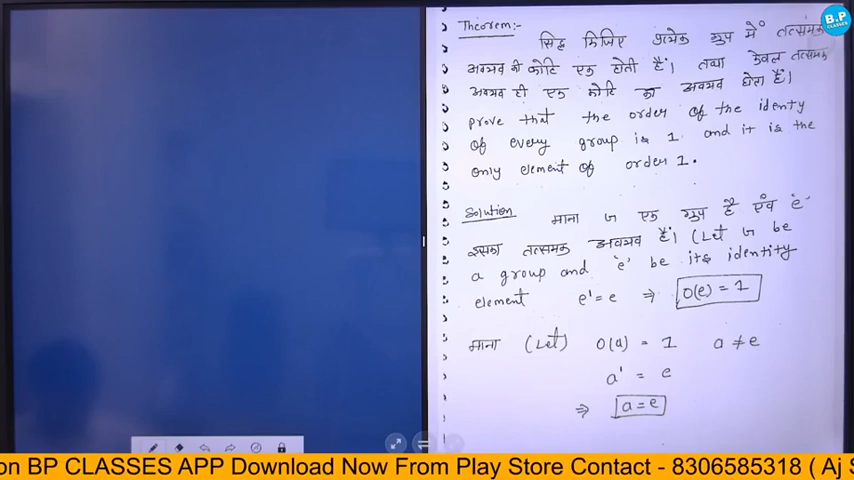 Theorem:-
सिद्ध किजिए प्रत्येक ग्रुप में तत्समक
अवयव की कोटि एक होती है। तथा केवल तत्समक
अवयव ही एक कोटि का अवयव होता है।
prove that the order of the identy
of every group is 1 and it is the
only element of order 1.
Solution माना G एक ग्रुप है एंव 'e'
इसका तत्समक अवयव है। (Let G be
a group and 'e' be its identity
element e¹ = e ⇒ O(e) = 1
माना (Let) O(a) = 1 a ≠ e
a¹ = e
⇒ a = e
B.P
CLASSES
on BP CLASSES APP Download Now From Play Store Contact - 8306585318 ( Aj S